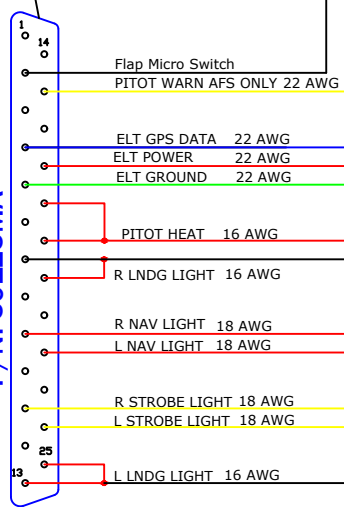 1
14
Flap Micro Switch
PITOT WARN AFS ONLY 22 AWG
ELT GPS DATA 22 AWG
ELT POWER 22 AWG
ELT GROUND 22 AWG
PITOT HEAT 16 AWG
R LNDG LIGHT 16 AWG
R NAV LIGHT 18 AWG
L NAV LIGHT 18 AWG
R STROBE LIGHT 18 AWG
L STROBE LIGHT 18 AWG
25
13
L LNDG LIGHT 16 AWG